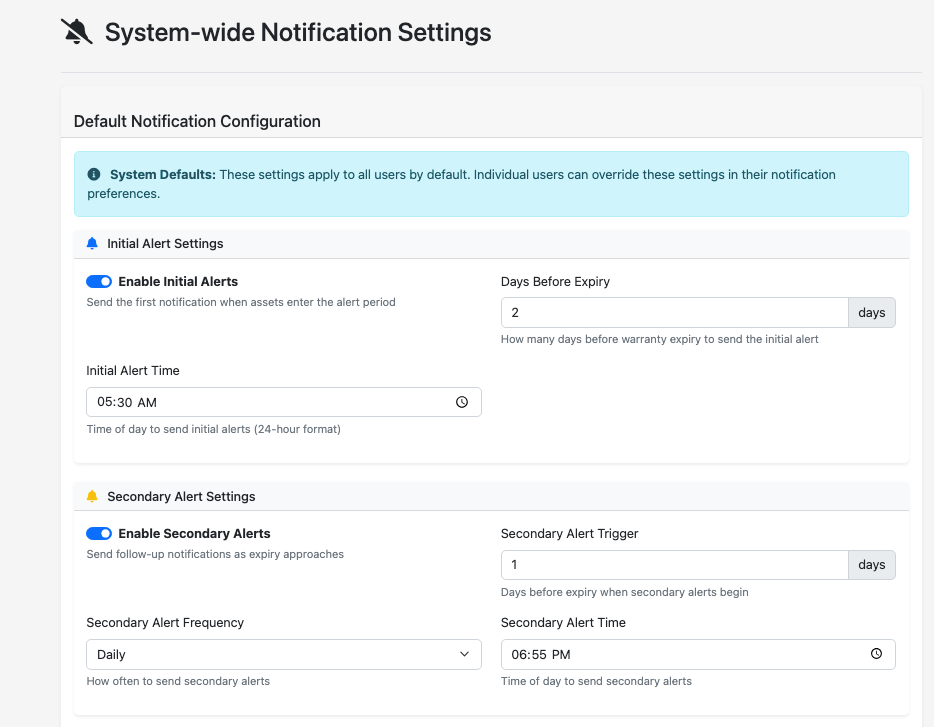 System-wide Notification Settings
Default Notification Configuration
System Defaults: These settings apply to all users by default. Individual users can override these settings in their notification
preferences.
Initial Alert Settings
Enable Initial Alerts
Send the first notification when assets enter the alert period
Days Before Expiry
2 days
How many days before warranty expiry to send the initial alert
Initial Alert Time
05:30 AM
Time of day to send initial alerts (24-hour format)
Secondary Alert Settings
Enable Secondary Alerts
Send follow-up notifications as expiry approaches
Secondary Alert Trigger
1 days
Days before expiry when secondary alerts begin
Secondary Alert Frequency
Daily
How often to send secondary alerts
Secondary Alert Time
06:55 PM
Time of day to send secondary alerts